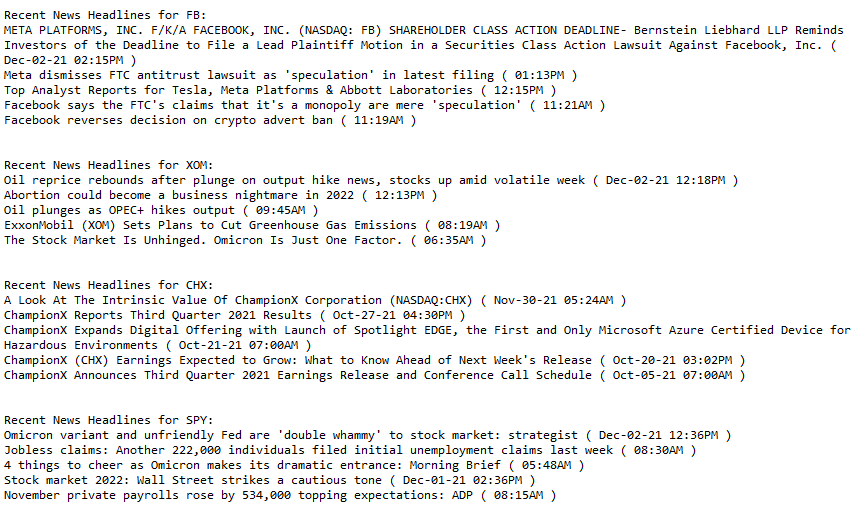 Recent News Headlines for FB:
META PLATFORMS, INC. F/K/A FACEBOOK, INC. (NASDAQ: FB) SHAREHOLDER CLASS ACTION DEADLINE- Bernstein Liebhard LLP Reminds
Investors of the Deadline to File a Lead Plaintiff Motion in a Securities Class Action Lawsuit Against Facebook, Inc. (
Dec-02-21 02:15PM )
Meta dismisses FTC antitrust lawsuit as 'speculation' in latest filing ( 01:13PM )
Top Analyst Reports for Tesla, Meta Platforms & Abbott Laboratories ( 12:15PM )
Facebook says the FTC's claims that it's a monopoly are mere 'speculation' ( 11:21AM )
Facebook reverses decision on crypto advert ban ( 11:19AM )
Recent News Headlines for XOM:
Oil reprice rebounds after plunge on output hike news, stocks up amid volatile week ( Dec-02-21 12:18PM )
Abortion could become a business nightmare in 2022 ( 12:13PM )
Oil plunges as OPEC+ hikes output ( 09:45AM )
ExxonMobil (XOM) Sets Plans to Cut Greenhouse Gas Emissions ( 08:19AM )
The Stock Market Is Unhinged. Omicron Is Just One Factor. ( 06:35AM )
Recent News Headlines for CHX:
A Look At The Intrinsic Value Of ChampionX Corporation (NASDAQ:CHX) ( Nov-30-21 05:24AM )
ChampionX Reports Third Quarter 2021 Results ( Oct-27-21 04:30PM )
ChampionX Expands Digital Offering with Launch of Spotlight EDGE, the First and Only Microsoft Azure Certified Device for
Hazardous Environments ( Oct-21-21 07:00AM )
ChampionX (CHX) Earnings Expected to Grow: What to Know Ahead of Next Week's Release ( Oct-20-21 03:02PM )
ChampionX Announces Third Quarter 2021 Earnings Release and Conference Call Schedule ( Oct-05-21 07:00AM )
Recent News Headlines for SPY:
Omicron variant and unfriendly Fed are 'double whammy' to stock market: strategist ( Dec-02-21 12:36PM )
Jobless claims: Another 222,000 individuals filed initial unemployment claims last week ( 08:30AM )
4 things to cheer as Omicron makes its dramatic entrance: Morning Brief ( 05:48AM )
Stock market 2022: Wall Street strikes a cautious tone ( Dec-01-21 02:36PM )
November private payrolls rose by 534,000 topping expectations: ADP ( 08:15AM )